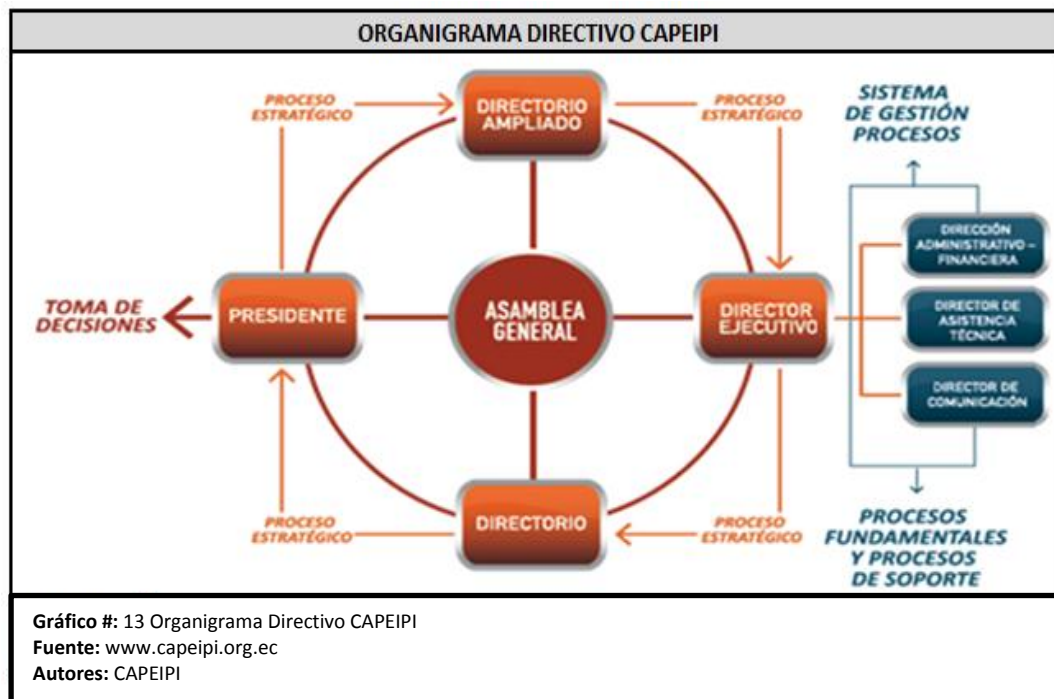 ORGANIGRAMA DIRECTIVO CAPEIPI
PROCESO
ESTRATÉGICO
DIRECTORIO
AMPLIADO
PROCESO
ESTRATÉGICO
SISTEMA
DE GESTIÓN
PROCESOS
DIRECCIÓN
ADMINISTRATIVO –
FINANCIERA
TOMA DE
DECISIONES
PRESIDENTE
ASAMBLEA
GENERAL
DIRECTOR
EJECUTIVO
DIRECTOR DE
ASISTENCIA
TÉCNICA
DIRECTOR DE
COMUNICACIÓN
PROCESO
ESTRATÉGICO
DIRECTORIO
PROCESO
ESTRATÉGICO
PROCESOS
FUNDAMENTALES
Y PROCESOS
DE SOPORTE
Gráfico #: 13 Organigrama Directivo CAPEIPI
Fuente: www.capeipi.org.ec
Autores: CAPEIPI